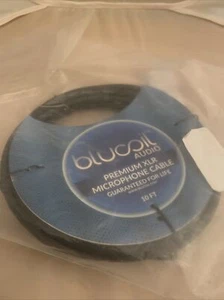 blucoil
AUDIO
PREMIUM XLR
MICROPHONE CABLE
GUARANTEED FOR LIFE
10 FT